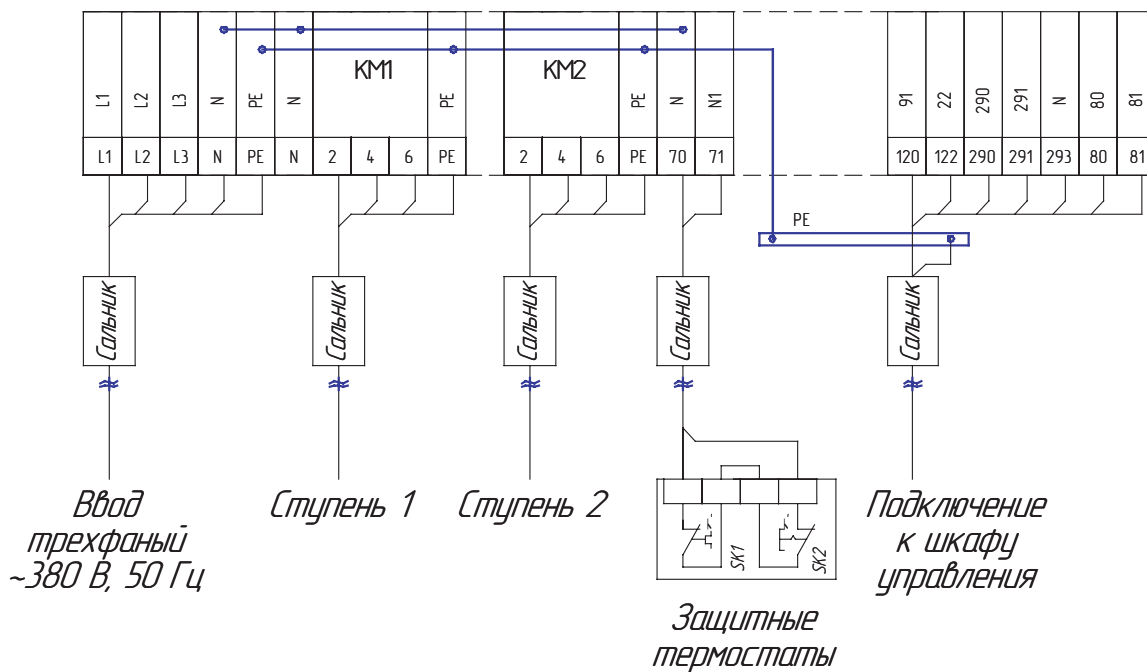 L1 L2 L3 N PE N KM1 PE KM2 PE N N1 91 22 290 291 N 80 81
L1 L2 L3 N PE N 2 4 6 PE 2 4 6 PE 70 71 120 122 290 291 293 80 81
PE
Сальник Сальник Сальник Сальник Сальник
SK1 SK2
Ввод
трехфаный
~380 В, 50 Гц
Ступень 1
Ступень 2
Защитные
термостаты
Подключение
к шкафу
управления